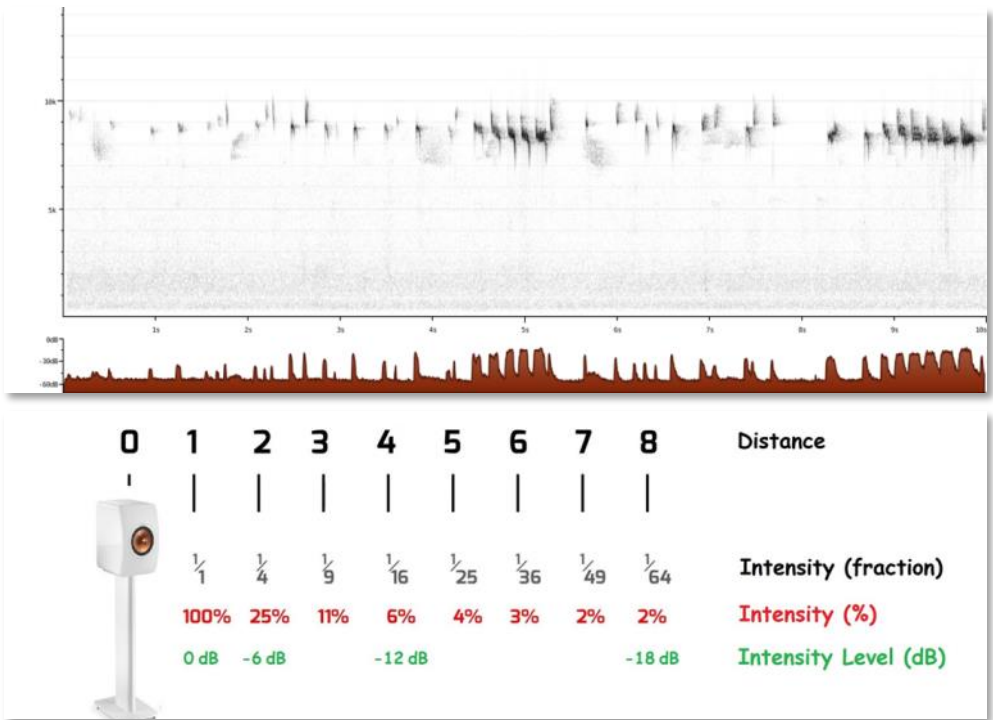 10k
5k
1s 2s 3s 4s 5s 6s 7s 8s 9s 10s
0dB
-30dB
-60dB
0 1 2 3 4 5 6 7 8 Distance
1/1 1/4 1/9 1/16 1/25 1/36 1/49 1/64 Intensity (fraction)
100% 25% 11% 6% 4% 3% 2% 2% Intensity (%)
0 dB -6 dB -12 dB -18 dB Intensity Level (dB)